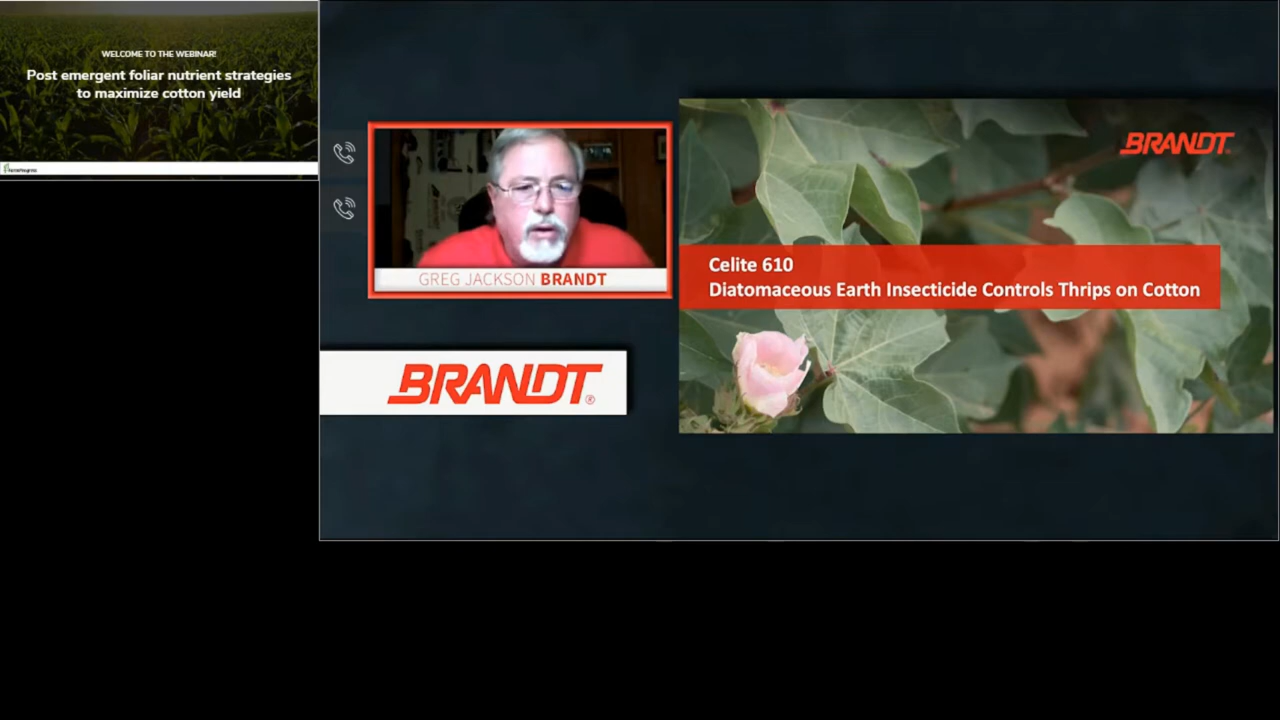 WELCOME TO THE WEBINAR!
Post emergent foliar nutrient strategies
to maximize cotton yield
GREG JACKSON BRANDT
BRANDT®
BRANDT
Celite 610
Diatomaceous Earth Insecticide Controls Thrips on Cotton